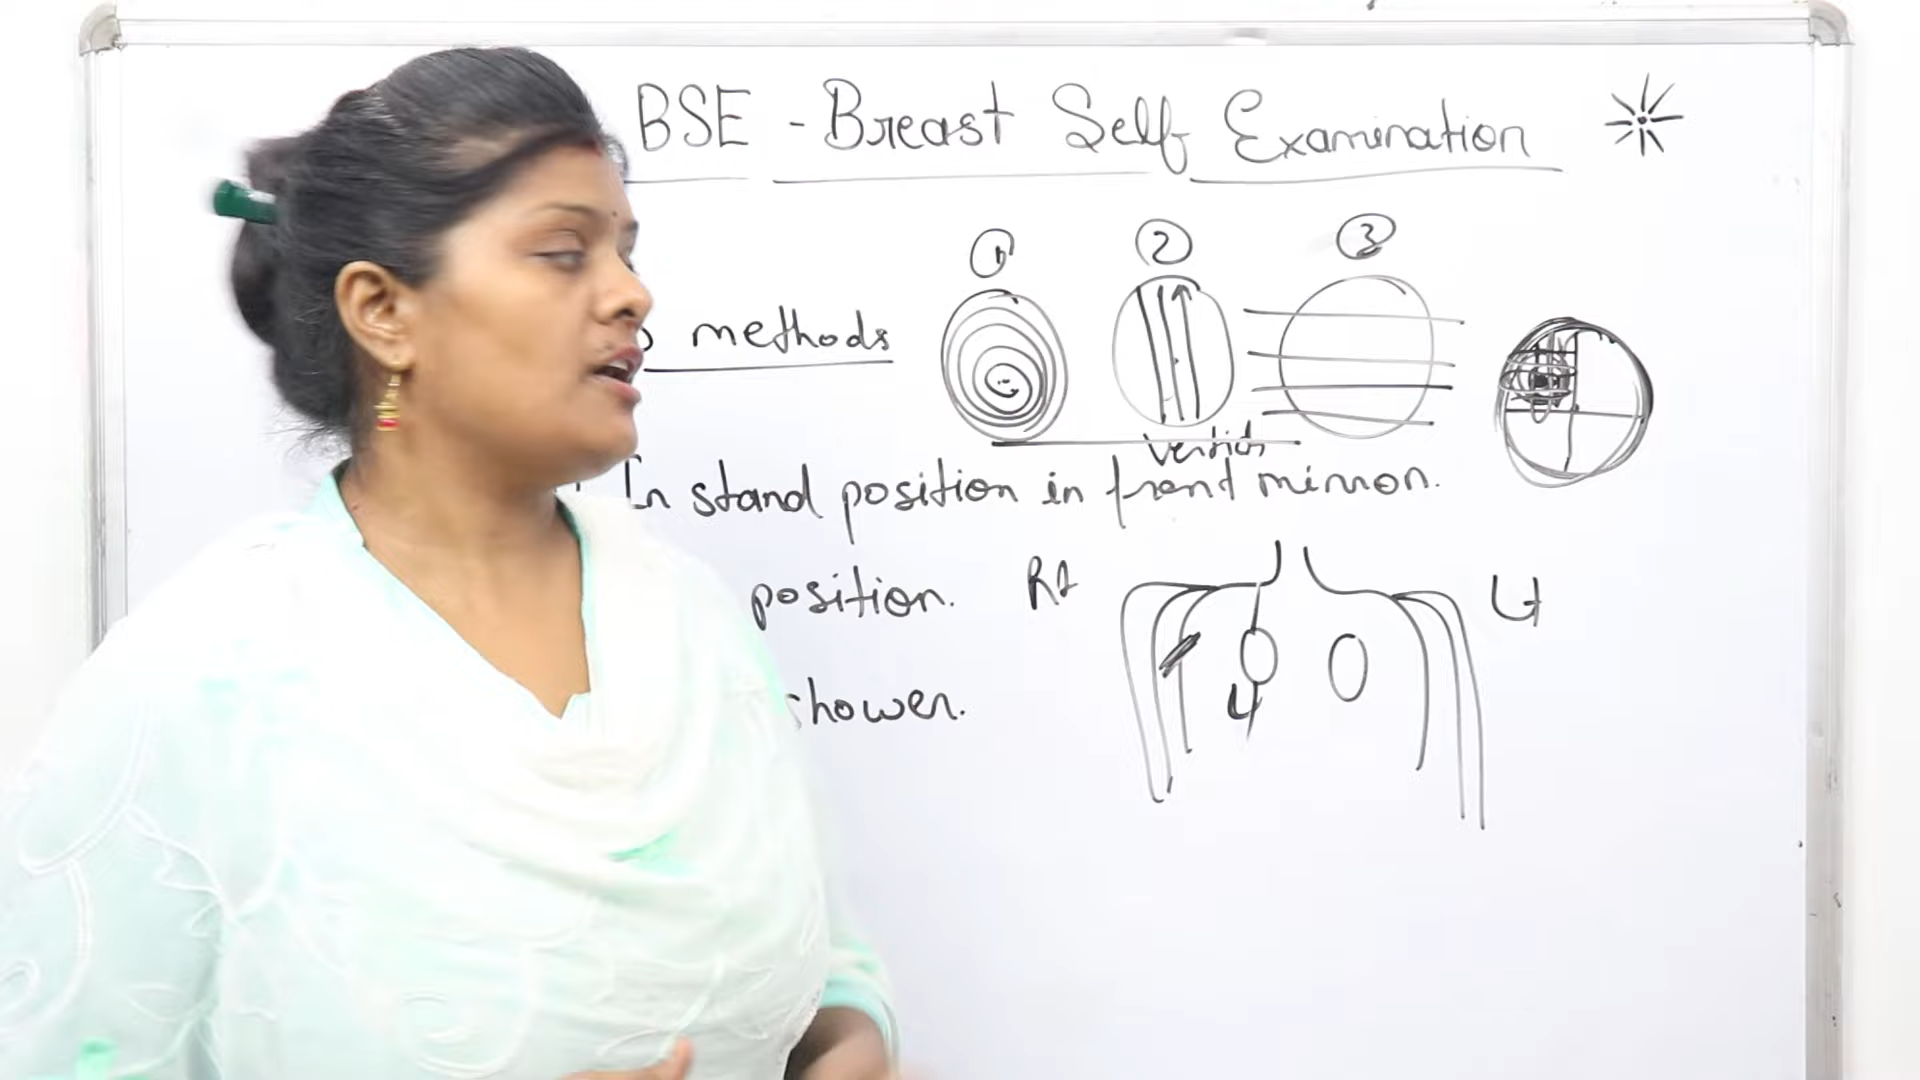 BSE - Breast Self Examination
1 2 3
methods
Vertical
In stand position in front mirror.
position. Rt Lt
shower.